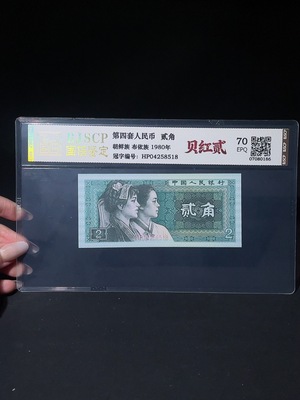 SCP
第四套人民币 贰角
朝鲜族 布依族 1980年
冠字编号: HP04258518
贝红贰
70
EPQ
07080166
中国人民银行
贰角
2
2